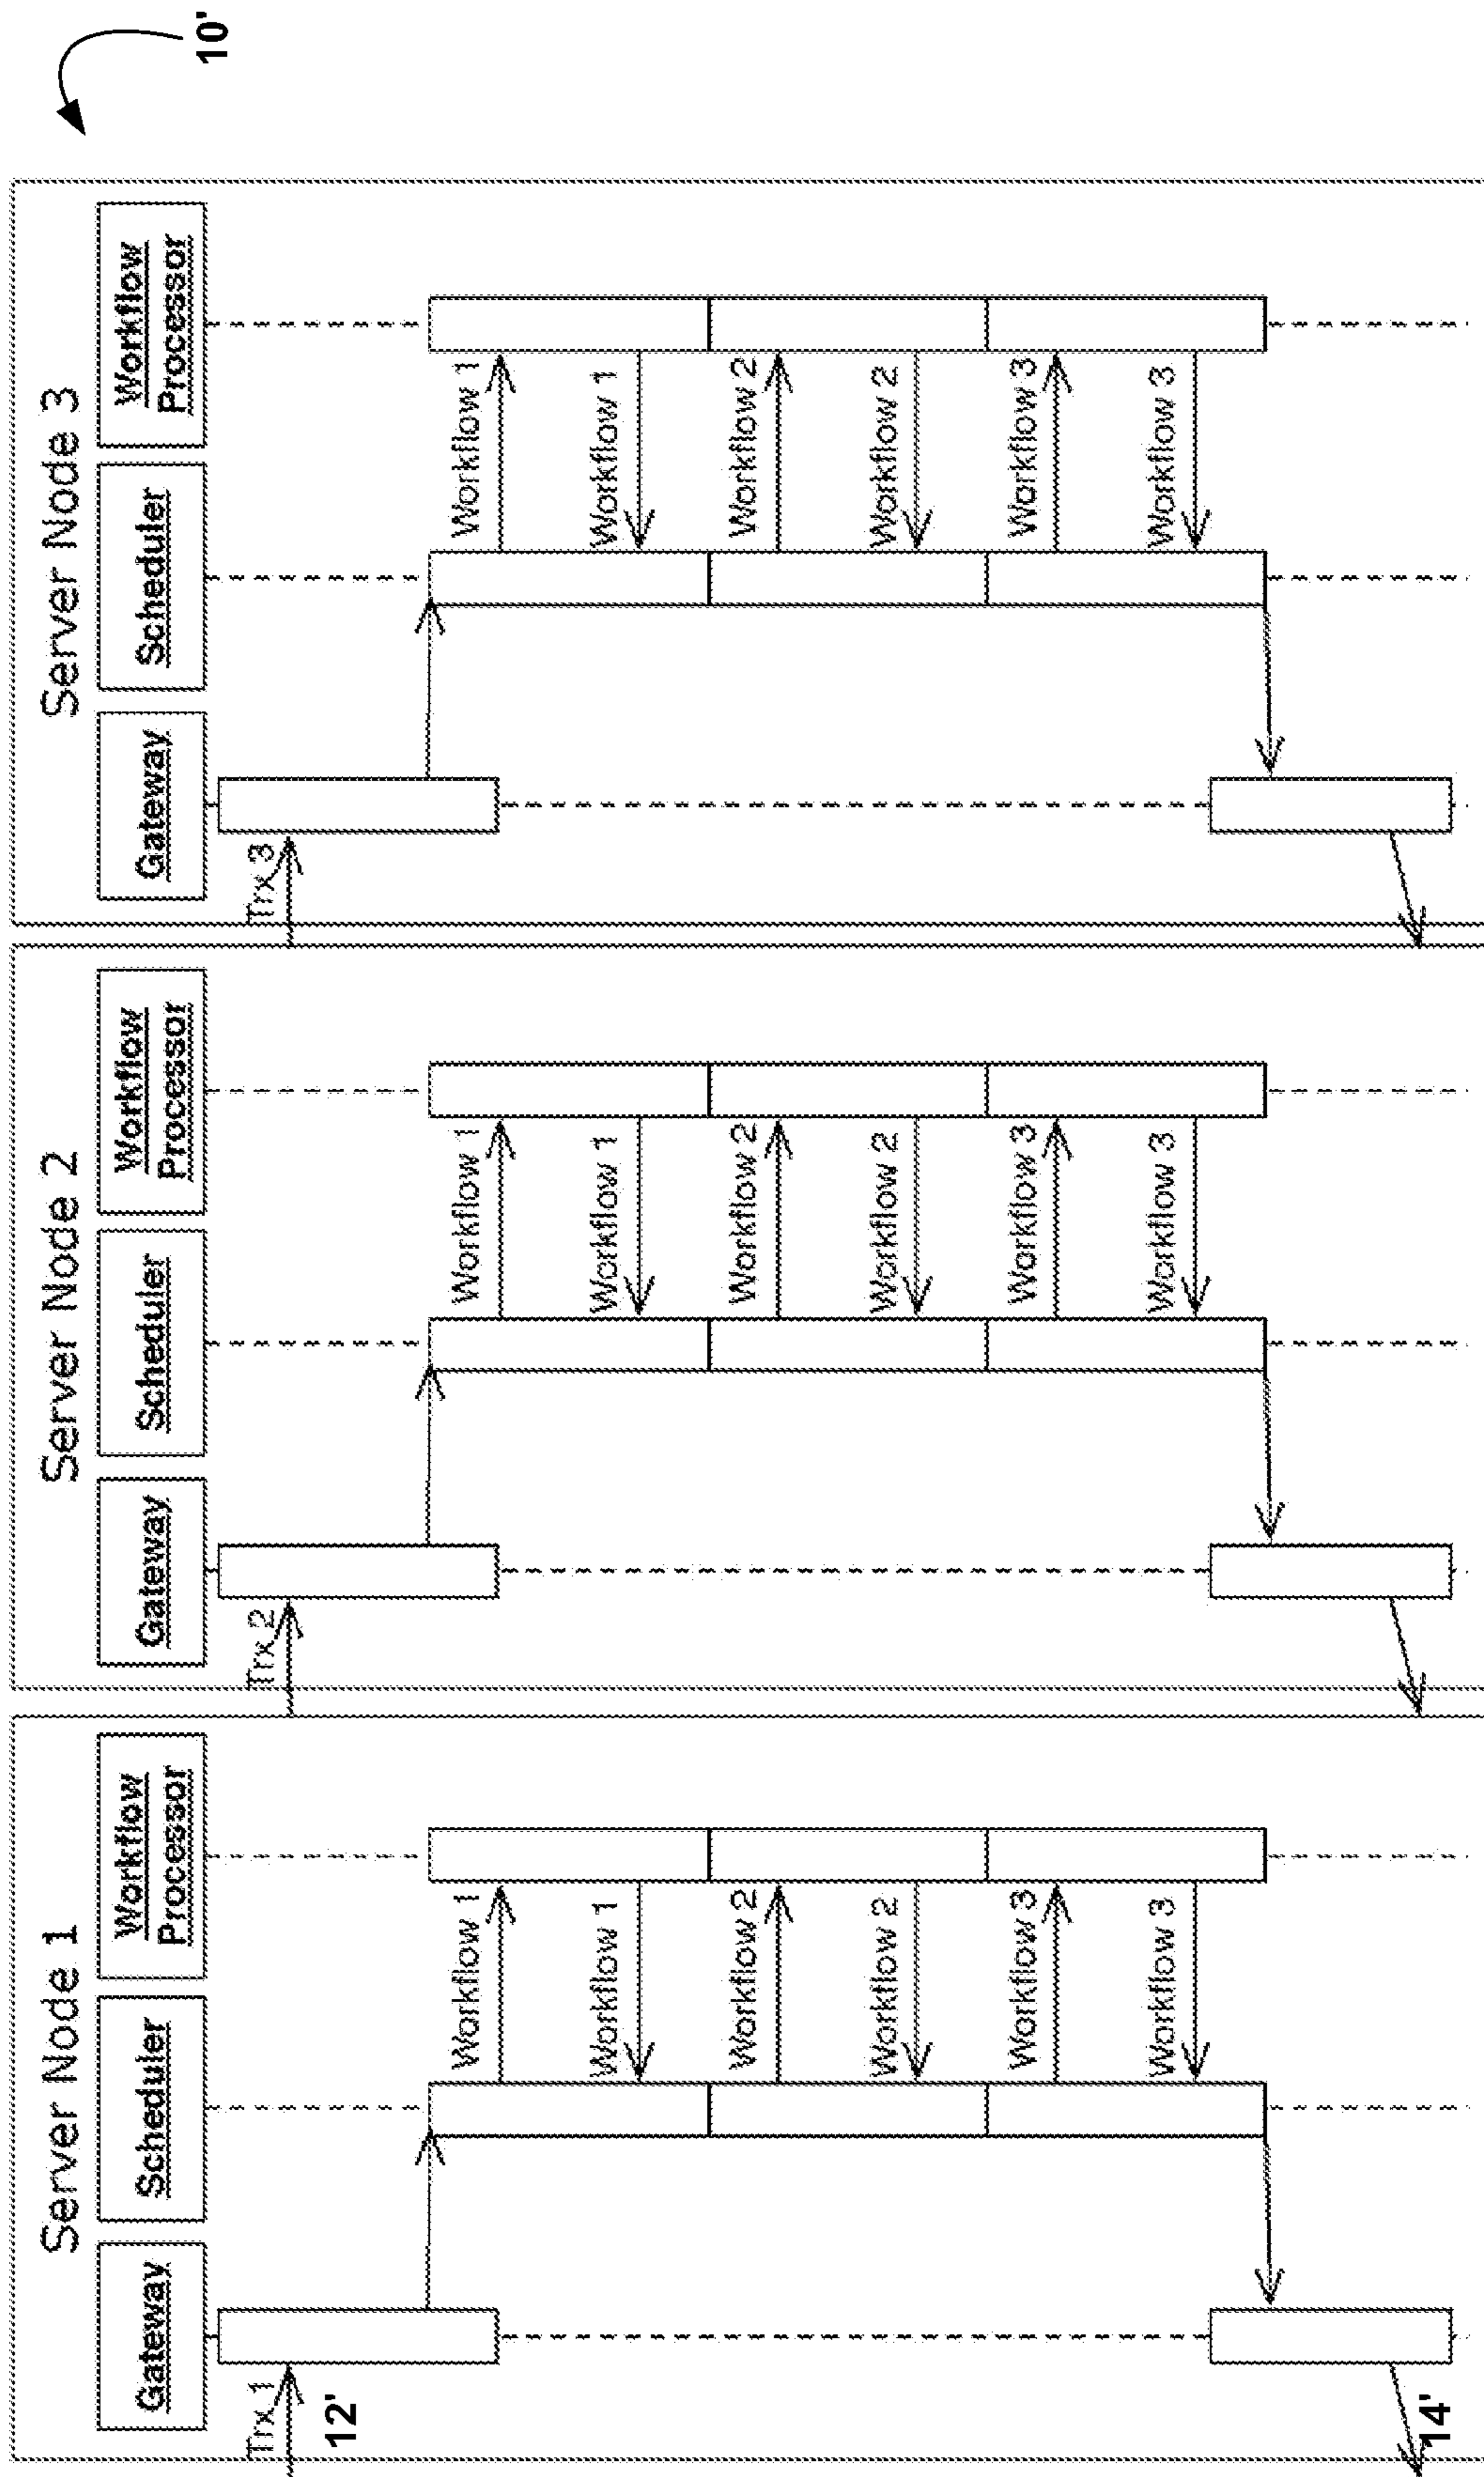 10'
Server Node 1
Gateway
Scheduler
Workflow
Processor
Trx 1
12'
Workflow 1
Workflow 1
Workflow 2
Workflow 2
Workflow 3
Workflow 3
14'
Server Node 2
Gateway
Scheduler
Workflow
Processor
Trx 2
Workflow 1
Workflow 1
Workflow 2
Workflow 2
Workflow 3
Workflow 3
Server Node 3
Gateway
Scheduler
Workflow
Processor
Trx 3
Workflow 1
Workflow 1
Workflow 2
Workflow 2
Workflow 3
Workflow 3